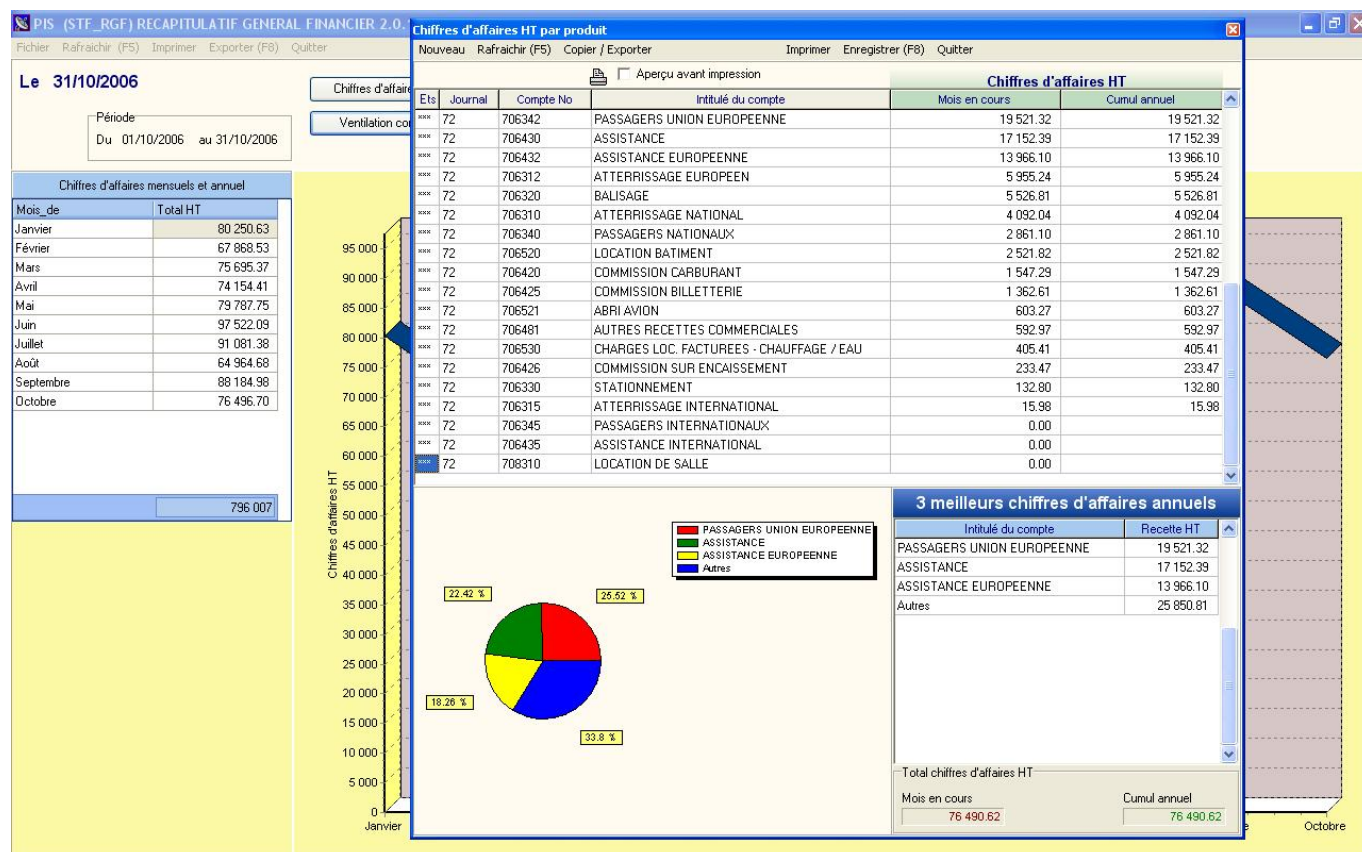 PIS (STF_RGF) RECAPITULATIF GENERAL FINANCIER 2.0.
Fichier Rafraichir (F5) Imprimer Exporter (F8) Quitter
Le 31/10/2006
Période
Du 01/10/2006 au 31/10/2006
Chiffres d'affaire
Ventilation co
Chiffres d'affaires mensuels et annuel
Mois_de Total HT
Janvier 80 250.63
Février 67 868.53
Mars 75 695.37
Avril 74 154.41
Mai 79 787.75
Juin 97 522.09
Juillet 91 081.38
Août 64 964.68
Septembre 88 184.98
Octobre 76 496.70
796 007
Chiffres d'affaires HT
95 000
90 000
85 000
80 000
75 000
70 000
65 000
60 000
55 000
50 000
45 000
40 000
35 000
30 000
25 000
20 000
15 000
10 000
5 000
0
Janvier
Octobre
Chiffres d'affaires HT par produit
Nouveau Rafraichir (F5) Copier / Exporter Imprimer Enregistrer (F8) Quitter
Aperçu avant impression
Chiffres d'affaires HT
Ets Journal Compte No Intitulé du compte Mois en cours Cumul annuel
*** 72 706342 PASSAGERS UNION EUROPEENNE 19 521.32 19 521.32
*** 72 706430 ASSISTANCE 17 152.39 17 152.39
*** 72 706432 ASSISTANCE EUROPEENNE 13 966.10 13 966.10
*** 72 706312 ATTERRISSAGE EUROPEEN 5 955.24 5 955.24
*** 72 706320 BALISAGE 5 526.81 5 526.81
*** 72 706310 ATTERISSAGE NATIONAL 4 092.04 4 092.04
*** 72 706340 PASSAGERS NATIONAUX 2 861.10 2 861.10
*** 72 706520 LOCATION BATIMENT 2 521.82 2 521.82
*** 72 706420 COMMISSION CARBURANT 1 547.29 1 547.29
*** 72 706425 COMMISSION BILLETTERIE 1 362.61 1 362.61
*** 72 706521 ABRI AVION 603.27 603.27
*** 72 706481 AUTRES RECETTES COMMERCIALES 592.97 592.97
*** 72 706530 CHARGES LOC. FACTUREES - CHAUFFAGE / EAU 405.41 405.41
*** 72 706426 COMMISSION SUR ENCAISSEMENT 233.47 233.47
*** 72 706330 STATIONNEMENT 132.80 132.80
*** 72 706315 ATTERRISSAGE INTERNATIONAL 15.98 15.98
*** 72 706345 PASSAGERS INTERNATIONAUX 0.00
*** 72 706435 ASSISTANCE INTERNATIONAL 0.00
*** 72 708310 LOCATION DE SALLE 0.00
PASSAGERS UNION EUROPEENNE
ASSISTANCE
ASSISTANCE EUROPEENNE
Autres
22.42 %
25.52 %
18.26 %
33.8 %
3 meilleurs chiffres d'affaires annuels
Intitulé du compte Recette HT
PASSAGERS UNION EUROPEENNE 19 521.32
ASSISTANCE 17 152.39
ASSISTANCE EUROPEENNE 13 966.10
Autres 25 850.81
Total chiffres d'affaires HT
Mois en cours Cumul annuel
76 490.62 76 490.62